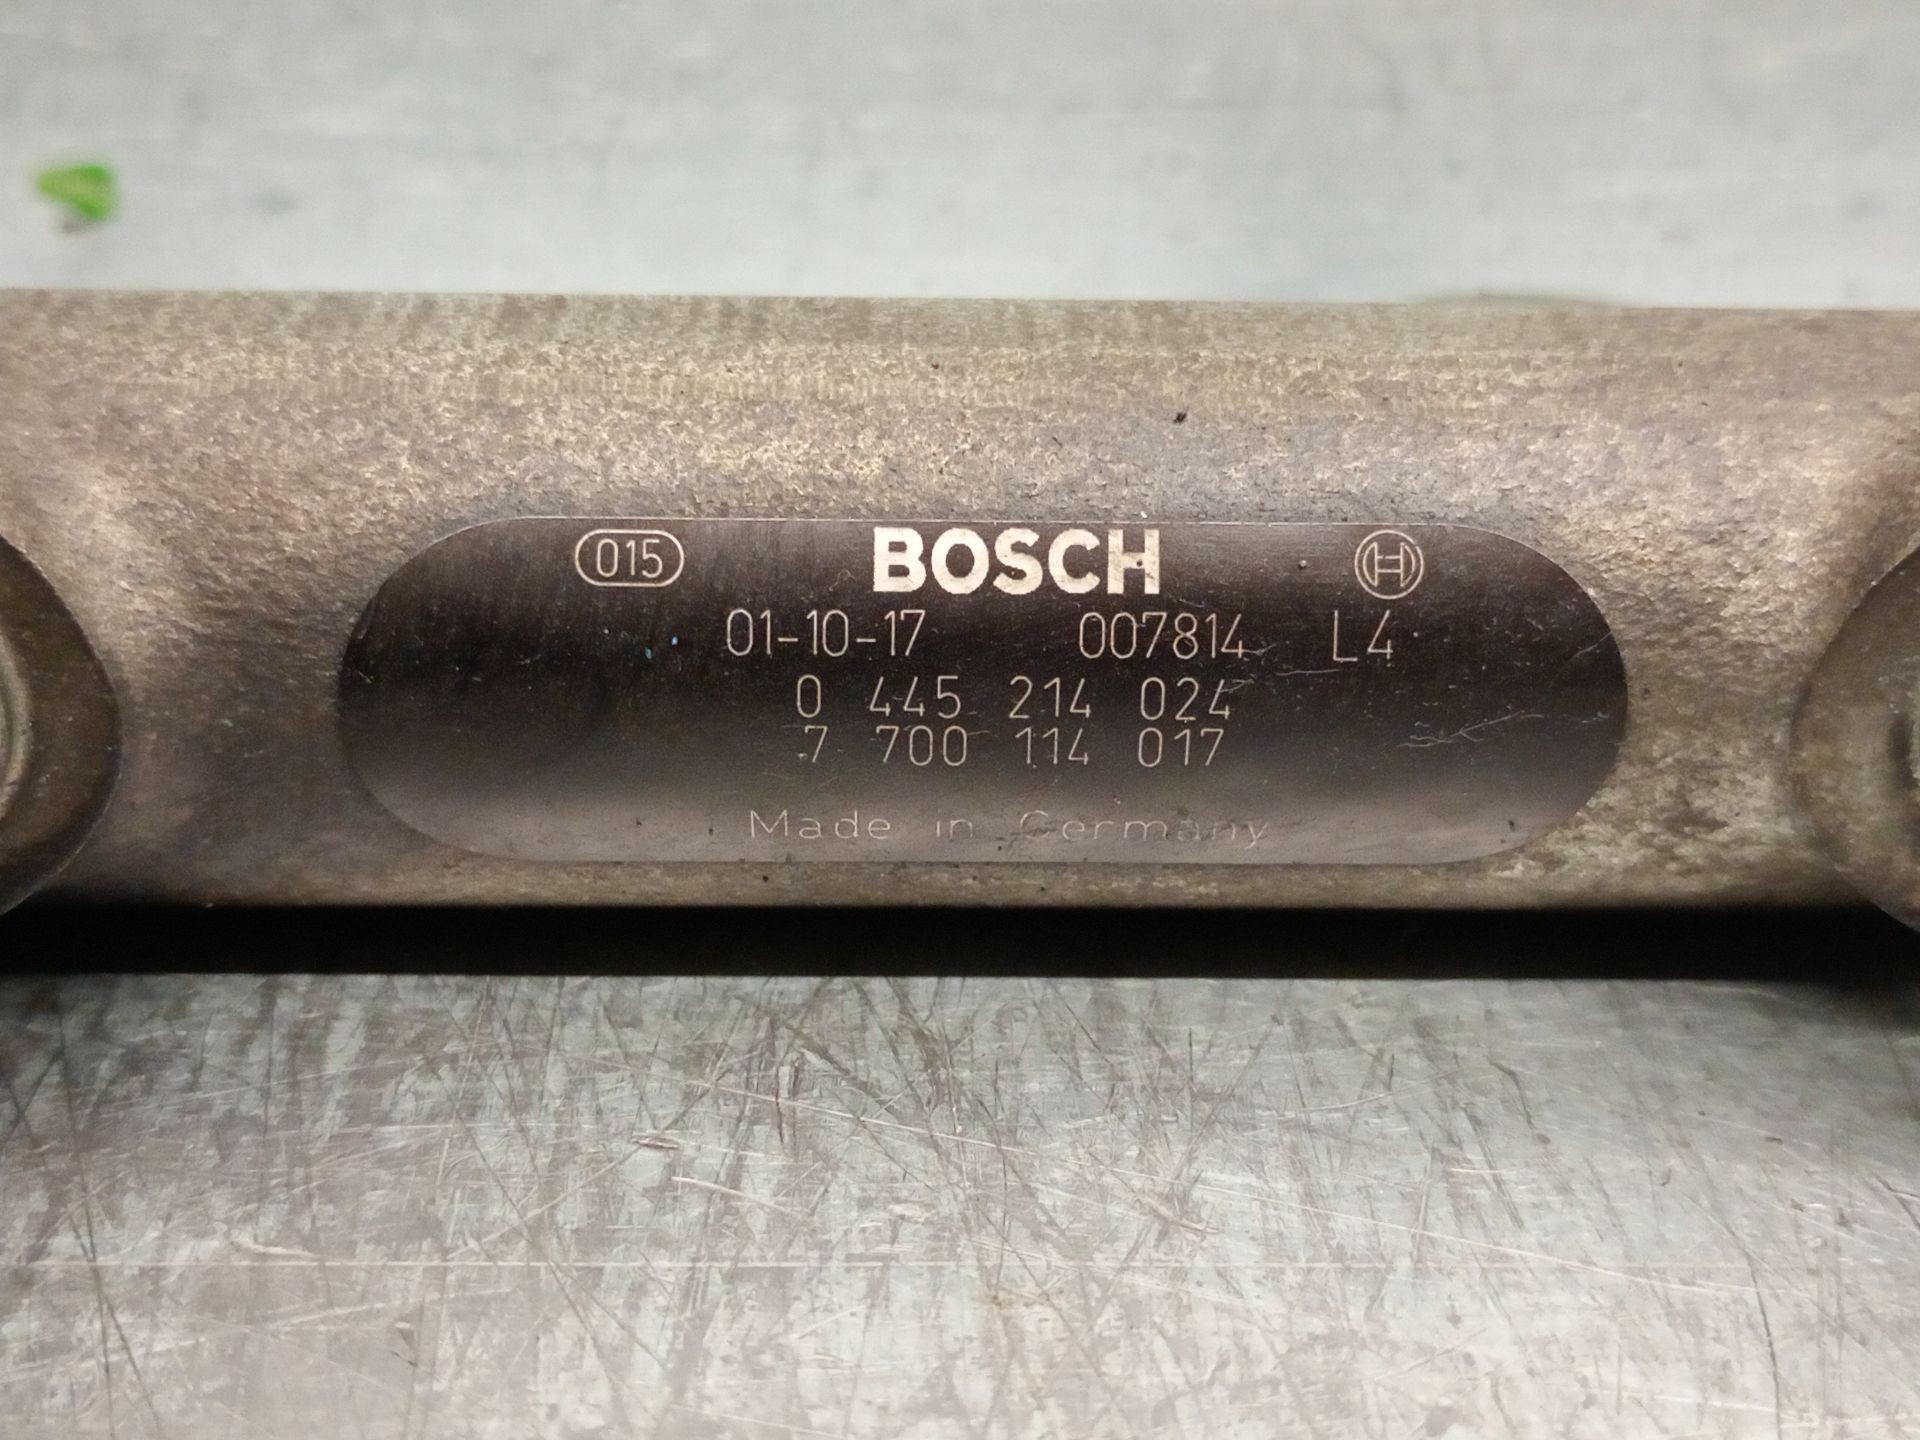 015 BOSCH
01-10-17 007814 L4
0 445 214 024
7 700 114 017
Made in Germany